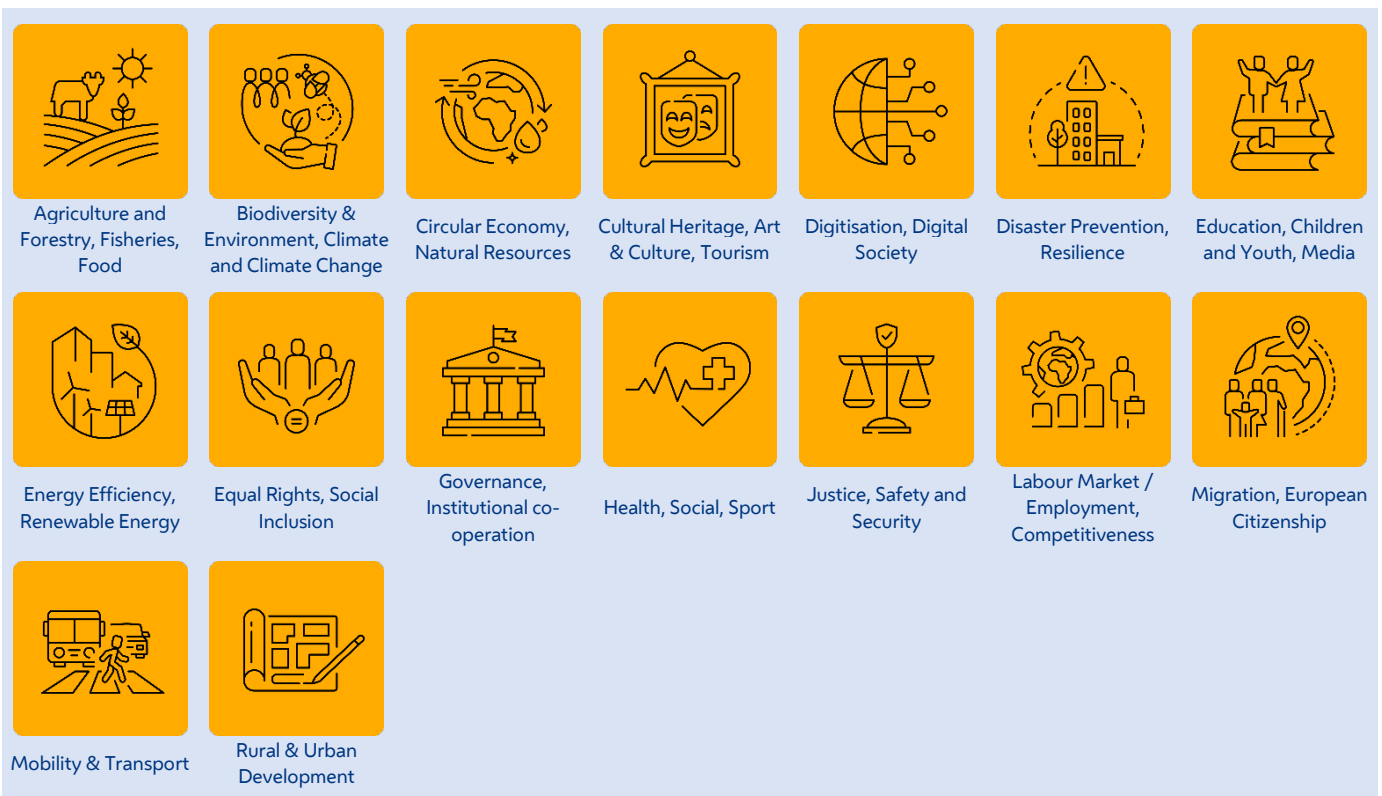 Agriculture and
Forestry, Fisheries,
Food
Biodiversity &
Environment, Climate
and Climate Change
Circular Economy,
Natural Resources
Cultural Heritage, Art
& Culture, Tourism
Digitisation, Digital
Society
Disaster Prevention,
Resilience
Education, Children
and Youth, Media
Energy Efficiency,
Renewable Energy
Equal Rights, Social
Inclusion
Governance,
Institutional co-
operation
Health, Social, Sport
Justice, Safety and
Security
Labour Market /
Employment,
Competitiveness
Migration, European
Citizenship
Mobility & Transport
Rural & Urban
Development